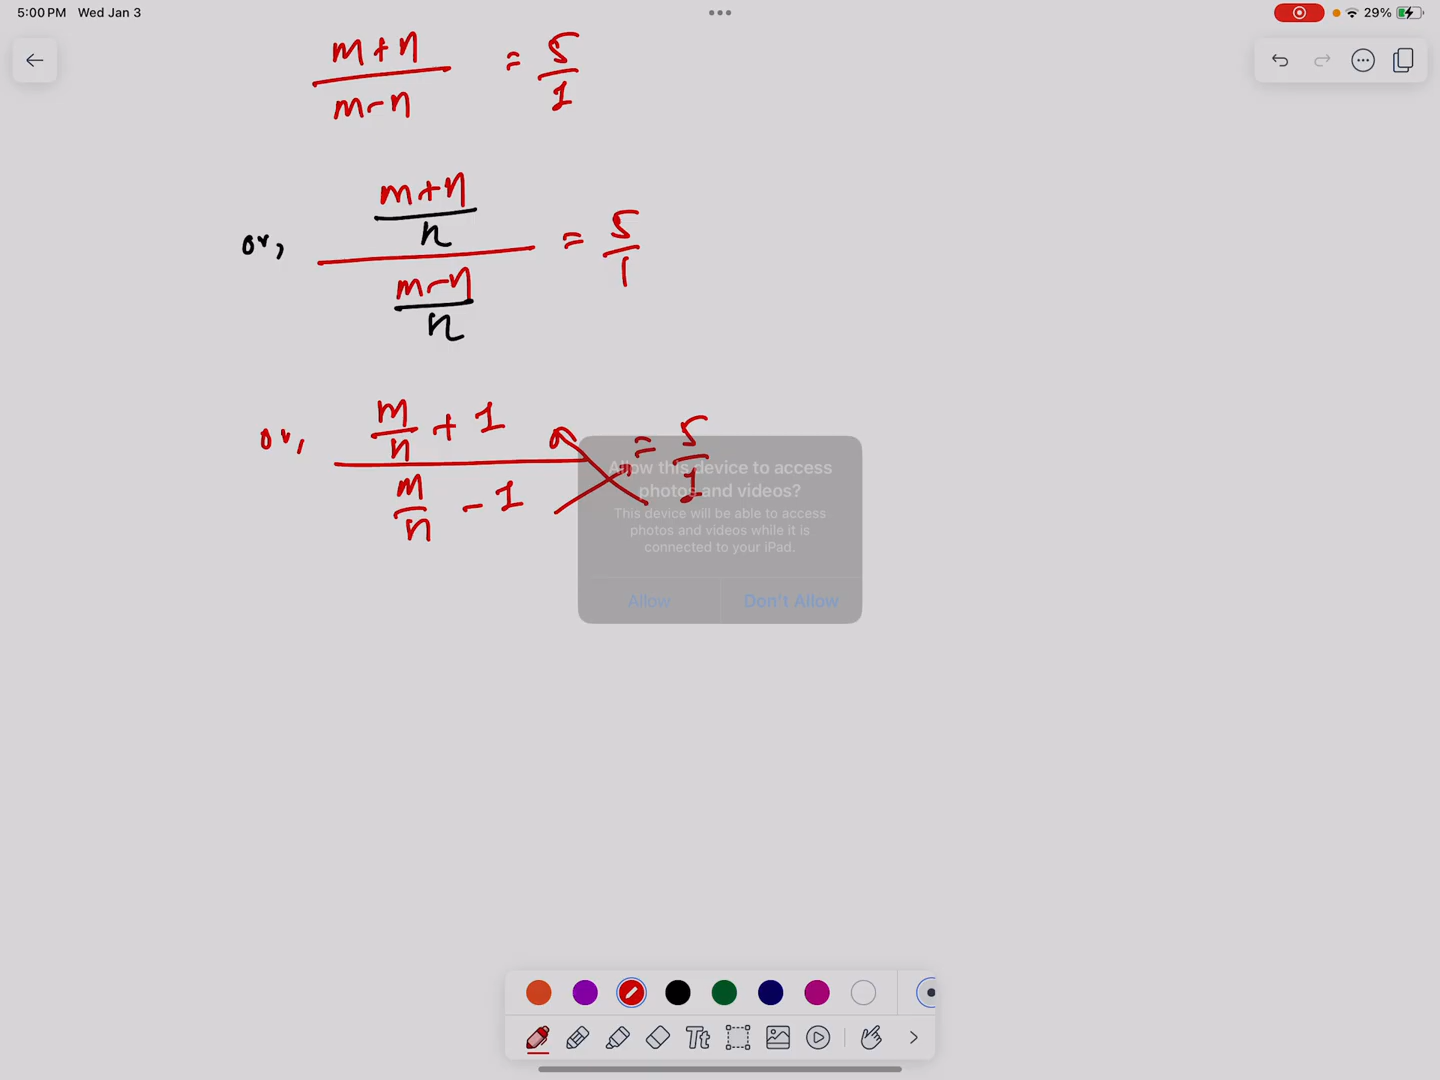 5:00 PM Wed Jan 3
29%
m+n / m-n = 5/1
or, (m+n / n) / (m-n / n) = 5/1
or, (m/n + 1) / (m/n - 1) = 5/1
Allow this device to access
photos and videos?
This device will be able to access
photos and videos while it is
connected to your iPad.
Allow Don't Allow
Tt